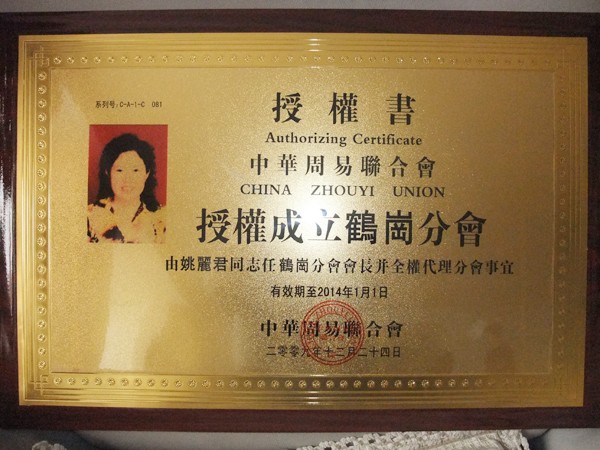 系列号: C-A-1-C 081
授權書
Authorizing Certificate
中華周易聯合會
CHINA ZHOUYI UNION
授權成立鶴崗分會
由姚麗君同志任鶴崗分會會長并全權代理分會事宜
有效期至2014年1月1日
中華周易聯合會
二零零九年十二月二十四日